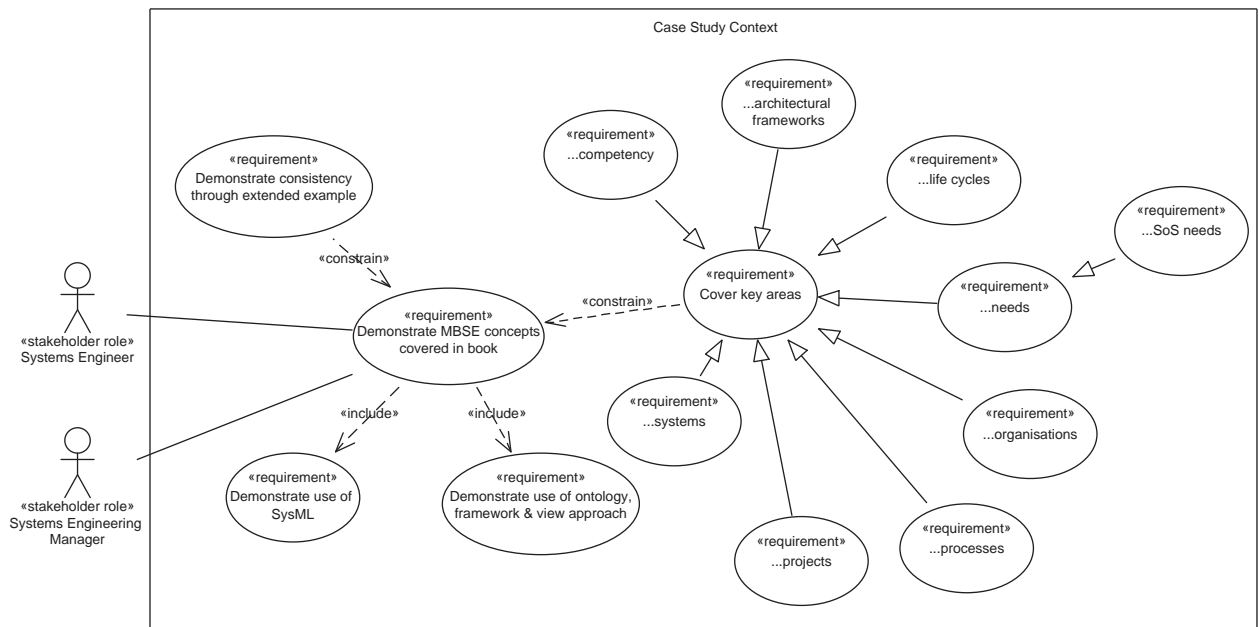 Case Study Context
«requirement»
...architectural
frameworks
«requirement»
...competency
«requirement»
Demonstrate consistency
through extended example
«requirement»
...life cycles
«requirement»
...SoS needs
«constrain»
«requirement»
Cover key areas
«constrain»
«requirement»
...needs
«requirement»
Demonstrate MBSE concepts
covered in book
«stakeholder role»
Systems Engineer
«include»
«include»
«requirement»
...systems
«requirement»
...organisations
«requirement»
Demonstrate use of
SysML
«requirement»
Demonstrate use of ontology,
framework & view approach
«stakeholder role»
Systems Engineering
Manager
«requirement»
...projects
«requirement»
...processes